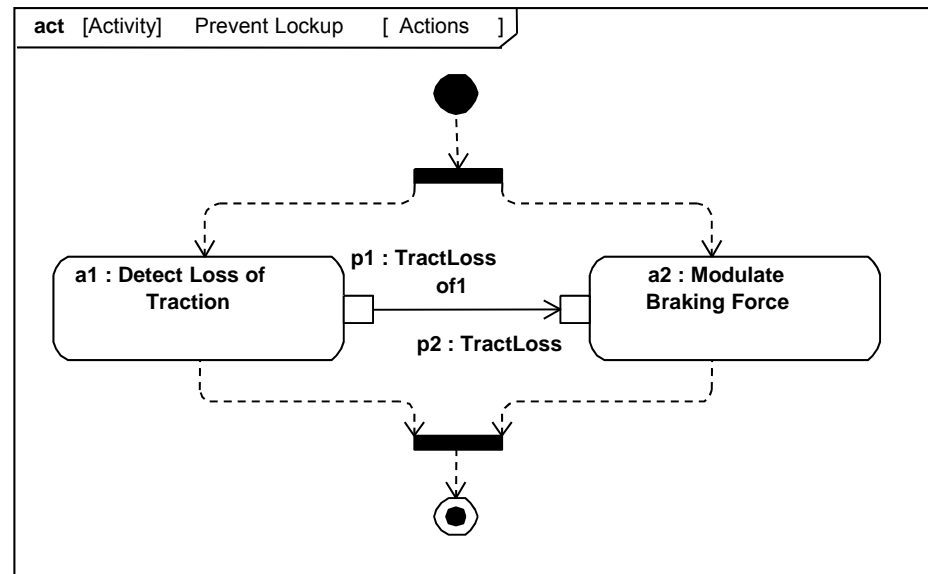 act [Activity] Prevent Lockup [ Actions ]
a1 : Detect Loss of
Traction
p1 : TractLoss
of1
p2 : TractLoss
a2 : Modulate
Braking Force